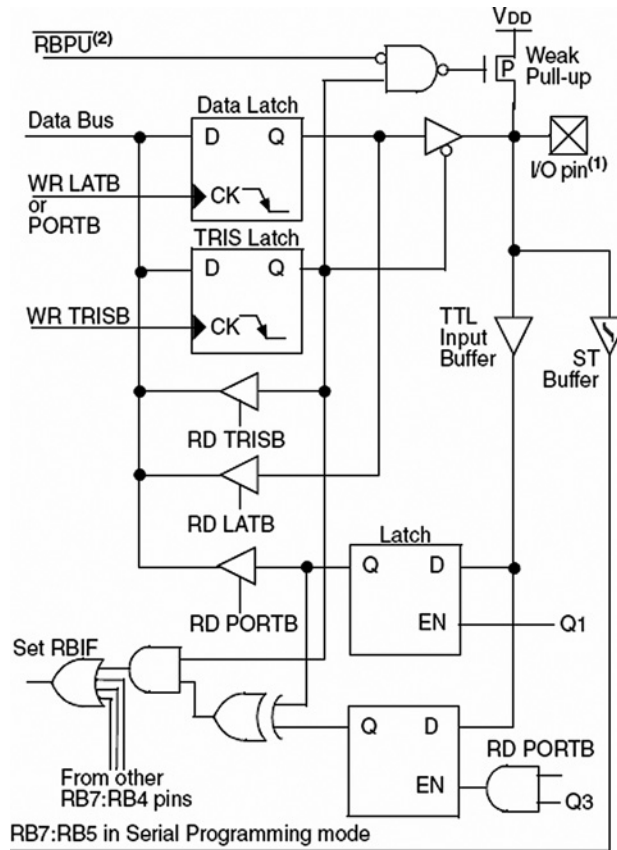 VDD
RBPU(2)
P
Weak
Pull-up
Data Latch
Data Bus
D Q
I/O pin(1)
WR LATB
or
PORTB
CK
TRIS Latch
D Q
WR TRISB
CK
TTL
Input
Buffer
ST
Buffer
RD TRISB
RD LATB
Latch
Q D
RD PORTB
EN
Q1
Set RBIF
Q D
RD PORTB
EN
Q3
From other
RB7:RB4 pins
RB7:RB5 in Serial Programming mode